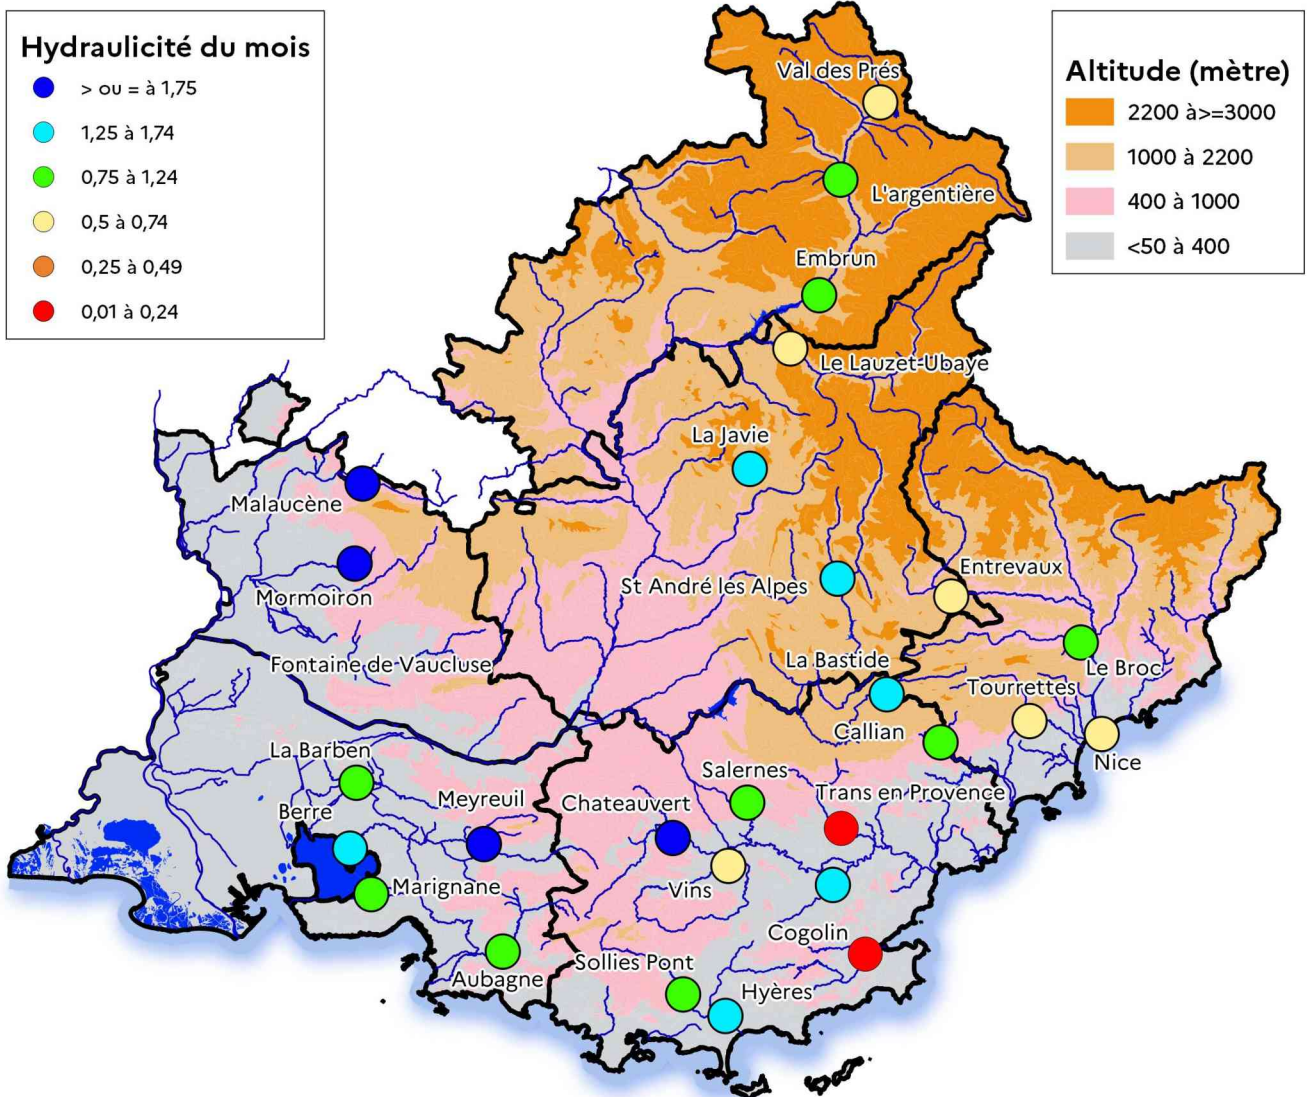 Hydraulicité du mois
> ou = à 1,75
1,25 à 1,74
0,75 à 1,24
0,5 à 0,74
0,25 à 0,49
0,01 à 0,24
Altitude (mètre)
2200 à>=3000
1000 à 2200
400 à 1000
<50 à 400
Val des Prés
L'argentière
Embrun
Le Lauzet-Ubaye
La Javie
Malaucène
Entrevaux
St André les Alpes
Mormoiron
La Bastide
Fontaine de Vaucluse
Le Broc
Tourrettes
Callian
La Barben
Nice
Salernes
Trans en Provence
Meyreuil
Chateauvert
Berre
Marignane
Vins
Cogolin
Sollies Pont
Aubagne
Hyères